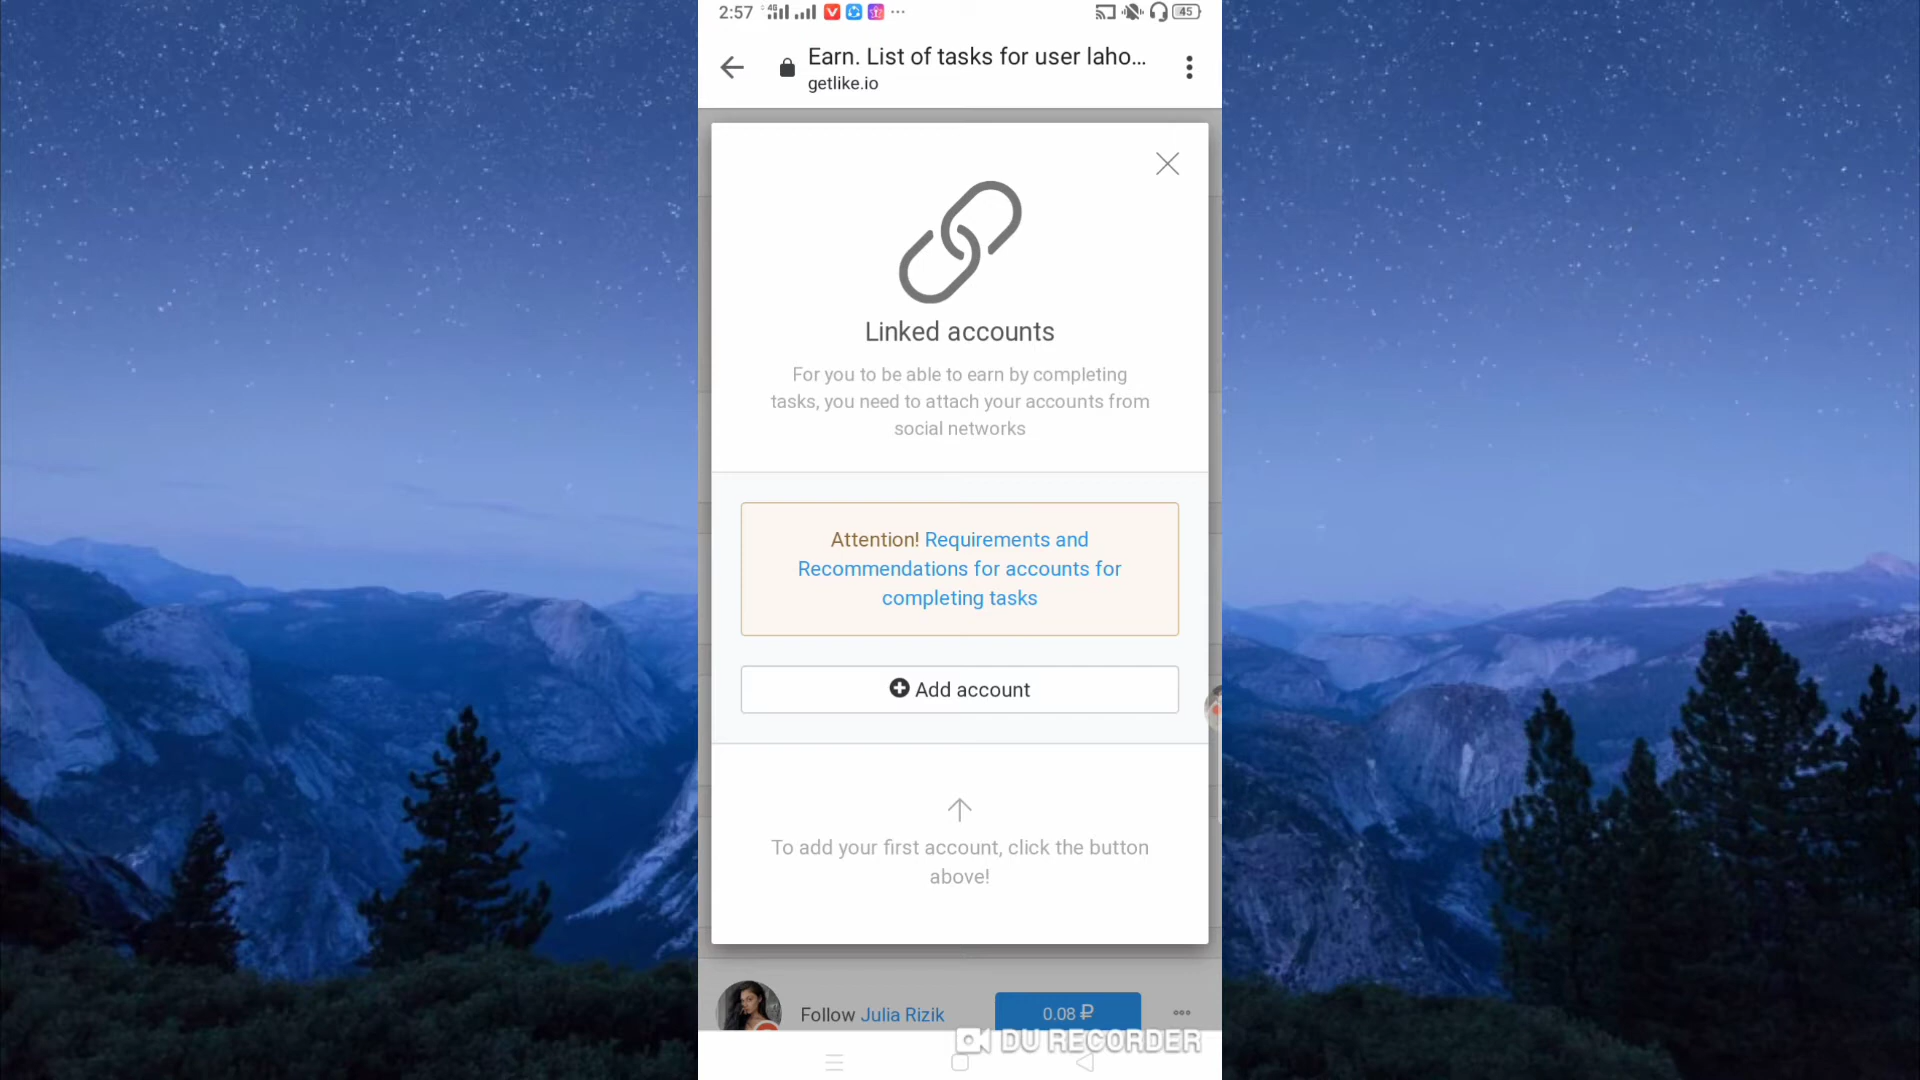 2:57
4G
45
Earn. List of tasks for user laho...
getlike.io
Linked accounts
For you to be able to earn by completing
tasks, you need to attach your accounts from
social networks
Attention! Requirements and
Recommendations for accounts for
completing tasks
Add account
To add your first account, click the button
above!
Follow Julia Rizik
0.08 ₽
DU RECORDER